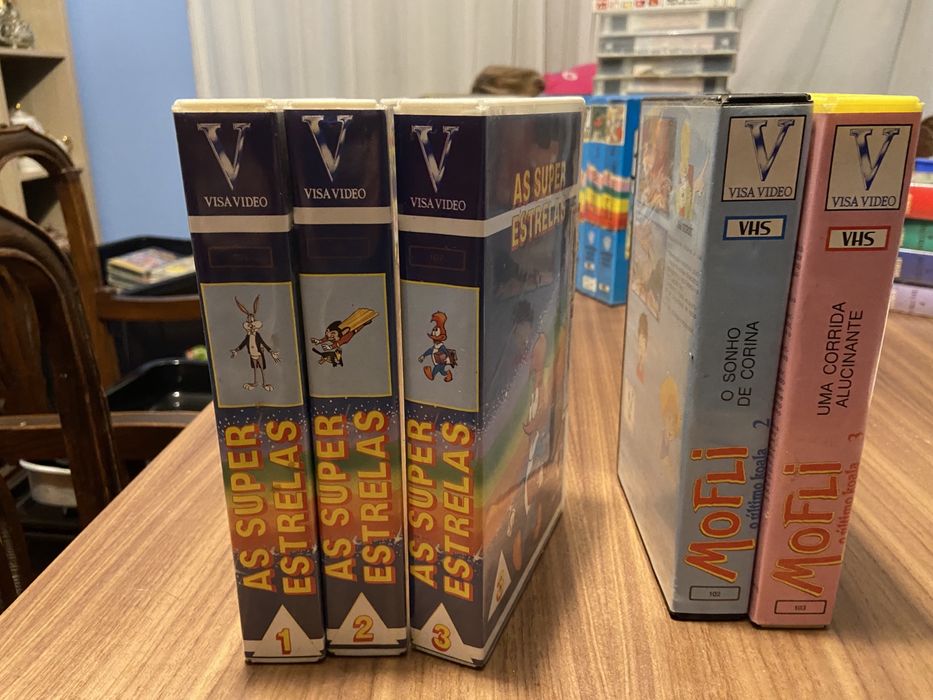 V
VISA VIDEO
AS SUPER
ESTRELAS
1
V
VISA VIDEO
AS SUPER
ESTRELAS
2
V
VISA VIDEO
107
AS SUPER
ESTRELAS
3
AS SUPER
ESTRELAS
V
VISA VIDEO
VHS
O SONHO
DE CORINA
MOFLi
o último koala 2
102
V
VISA VIDEO
VHS
UMA CORRIDA
ALUCINANTE
MOFLi
o último koala 3
103